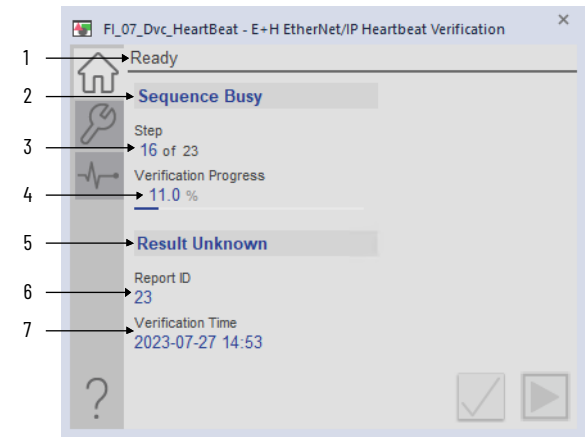 FI_07_Dvc_HeartBeat - E+H EtherNet/IP Heartbeat Verification ×
1 Ready
2 Sequence Busy
Step
3 16 of 23
Verification Progress
4 11.0 %
5 Result Unknown
Report ID
6 23
7 Verification Time
2023-07-27 14:53
?